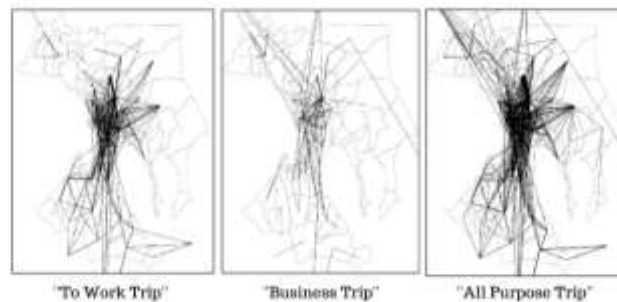 "To Work Trip"
"Business Trip"
"All Purpose Trip"